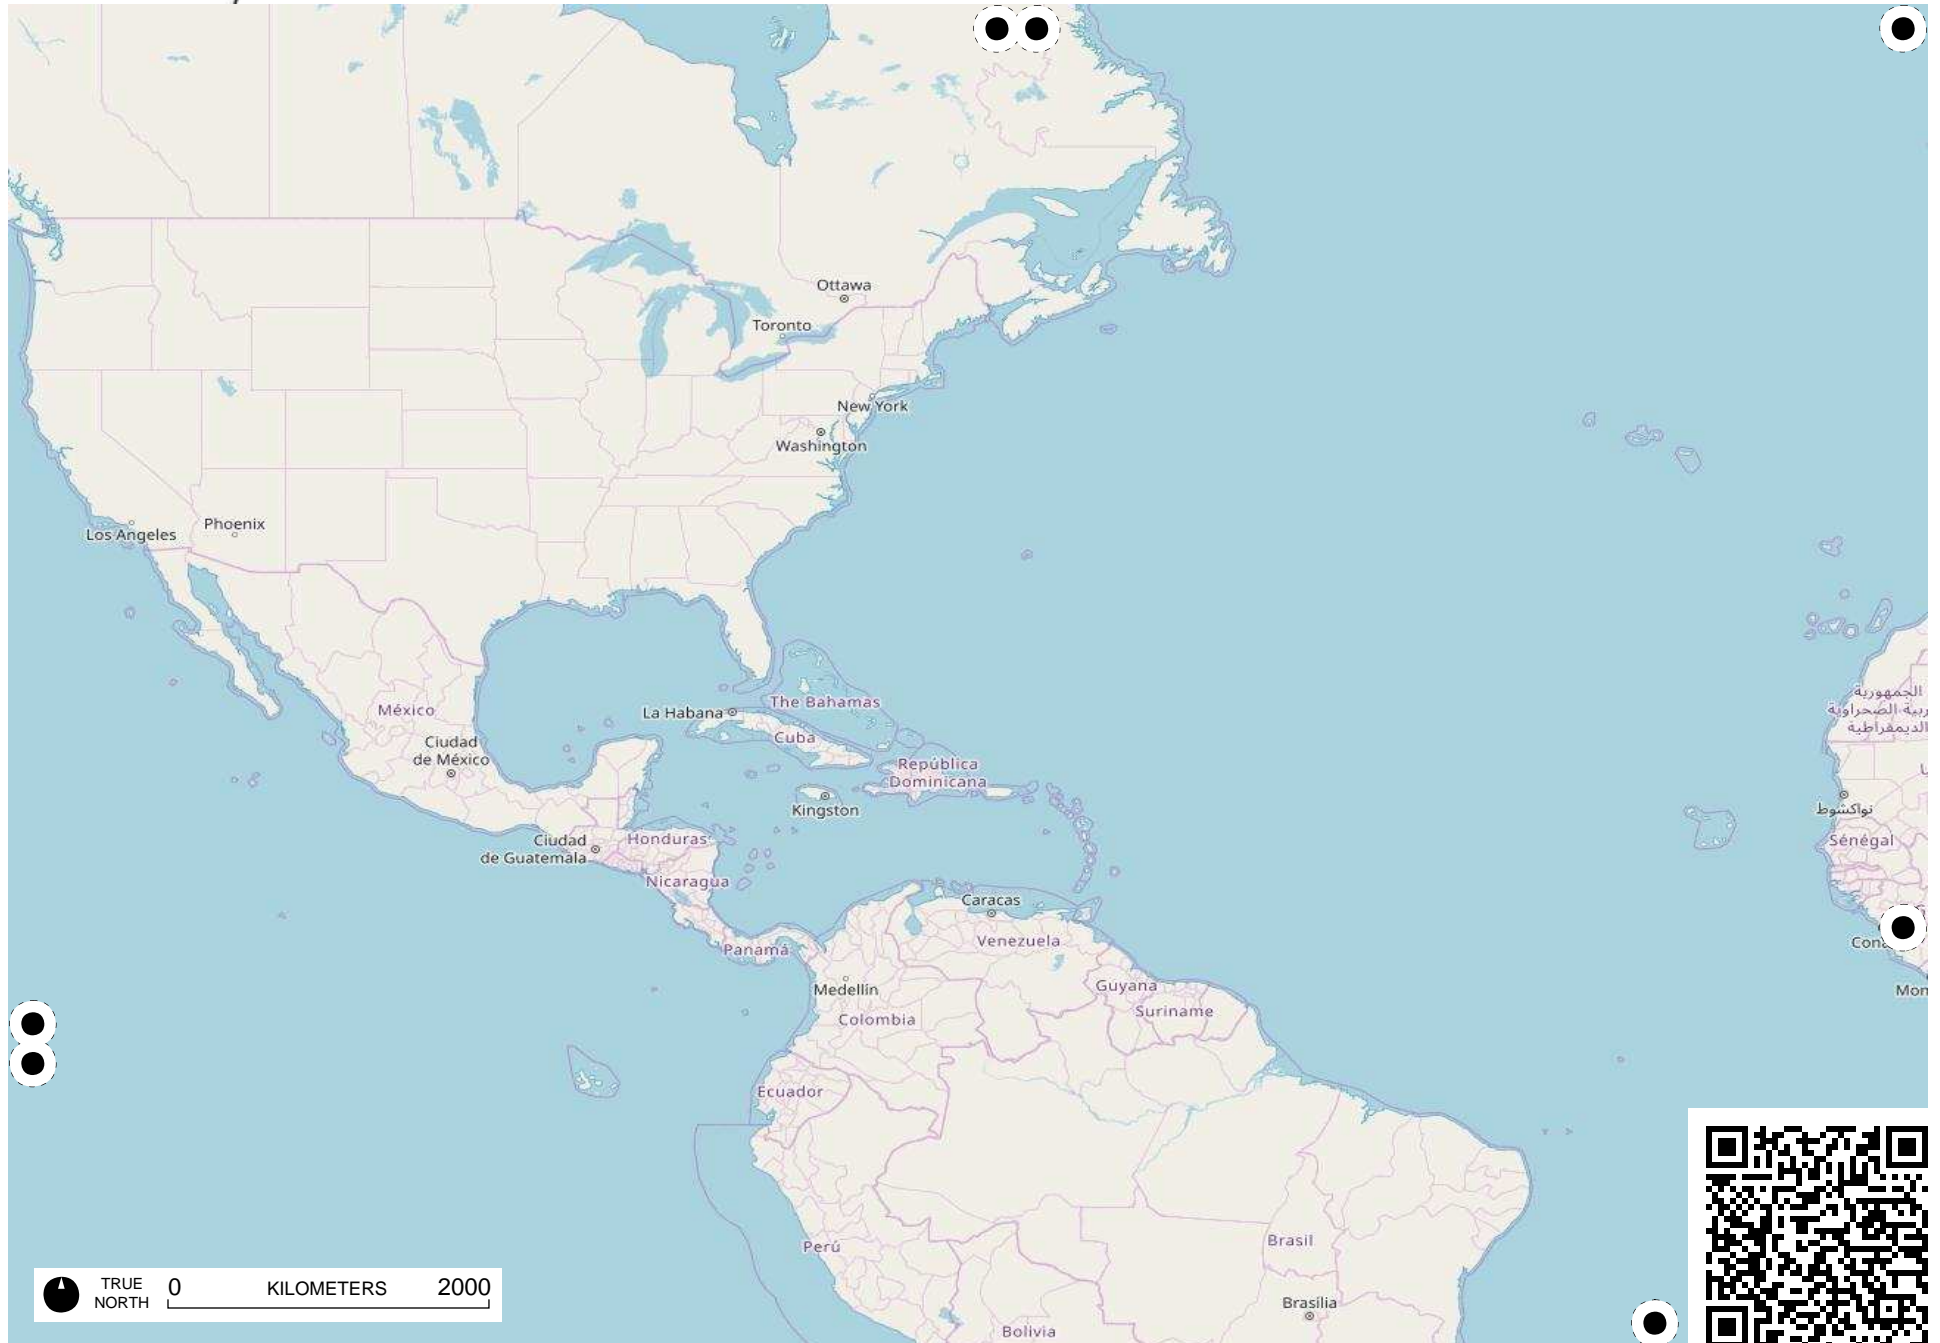 Ottawa
Toronto
New York
Washington
Los Angeles
Phoenix
La Habana
The Bahamas
México
Cuba
Ciudad
de México
República
Dominicana
Kingston
Ciudad
de Guatemala
Honduras
Nicaragua
الجمهورية
الديمقراطية
نواكشوط
Sénégal
Caracas
Venezuela
Panamá
Medellín
Guyana
Suriname
Colombia
Ecuador
Perú
Brasil
Brasília
Bolivia
TRUE
NORTH
0 KILOMETERS 2000